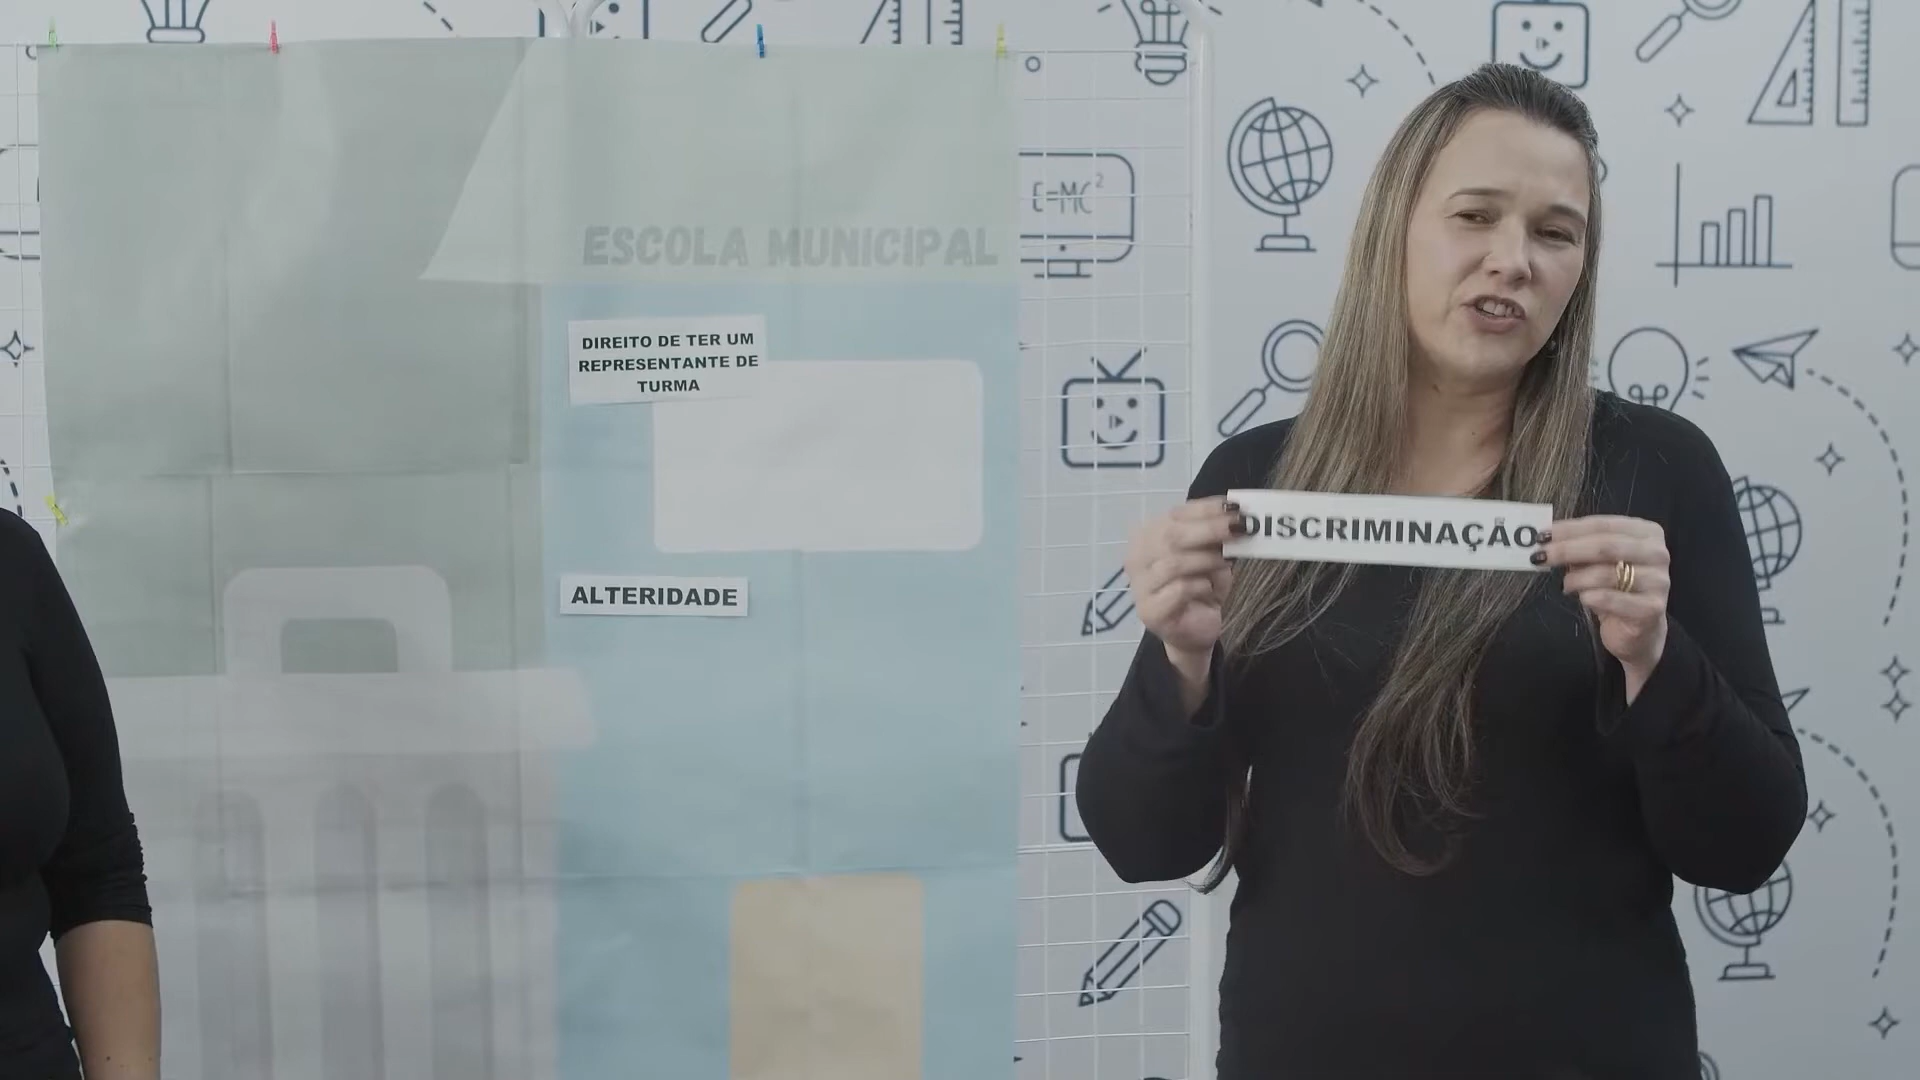 ESCOLA MUNICIPAL
DIREITO DE TER UM
REPRESENTANTE DE
TURMA
ALTERIDADE
E=MC²
DISCRIMINAÇÃO